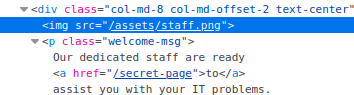 <div class="col-md-8 col-md-offset-2 text-center"
<img src="/assets/staff.png">
<p class="welcome-msg">
Our dedicated staff are ready
<a href="/secret-page">to</a>
assist you with your IT problems.